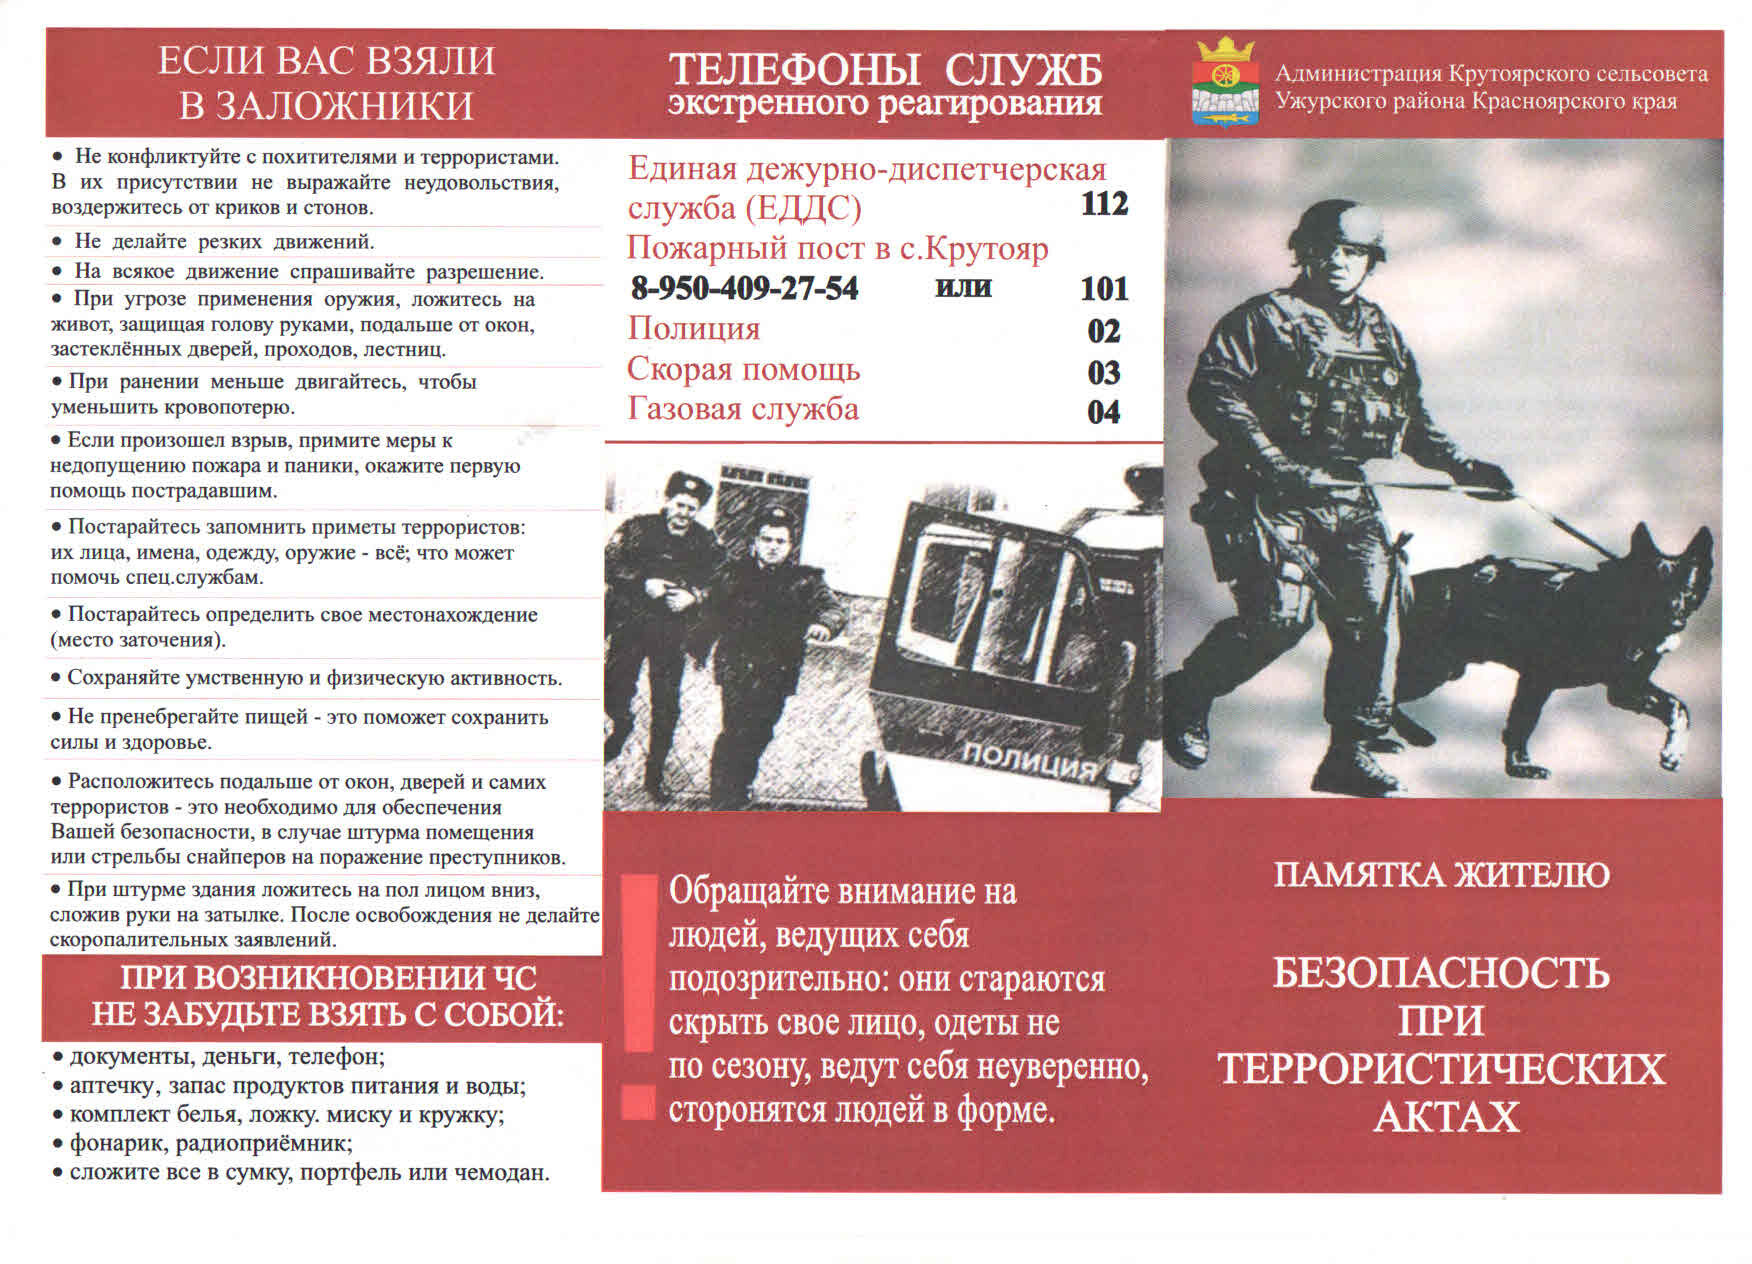 ЕСЛИ ВАС ВЗЯЛИ
В ЗАЛОЖНИКИ
• Не конфликтуйте с похитителями и террористами.
В их присутствии не выражайте неудовольствия,
воздержитесь от криков и стонов.
• Не делайте резких движений.
• На всякое движение спрашивайте разрешение.
• При угрозе применения оружия, ложитесь на
живот, защищая голову руками, подальше от окон,
застеклённых дверей, проходов, лестниц.
• При ранении меньше двигайтесь, чтобы
уменьшить кровопотерю.
• Если произошел взрыв, примите меры к
недопущению пожара и паники, окажите первую
помощь пострадавшим.
• Постарайтесь запомнить приметы террористов:
их лица, имена, одежду, оружие - всё; что может
помочь спец.службам.
• Постарайтесь определить свое местонахождение
(место заточения).
• Сохраняйте умственную и физическую активность.
• Не пренебрегайте пищей - это поможет сохранить
силы и здоровье.
• Расположитесь подальше от окон, дверей и самих
террористов - это необходимо для обеспечения
Вашей безопасности, в случае штурма помещения
или стрельбы снайперов на поражение преступников.
• При штурме здания ложитесь на пол лицом вниз,
сложив руки на затылке. После освобождения не делайте
скоропалительных заявлений.
ПРИ ВОЗНИКНОВЕНИИ ЧС
НЕ ЗАБУДЬТЕ ВЗЯТЬ С СОБОЙ:
• документы, деньги, телефон;
• аптечку, запас продуктов питания и воды;
• комплект белья, ложку. миску и кружку;
• фонарик, радиоприёмник;
• сложите все в сумку, портфель или чемодан.
ТЕЛЕФОНЫ СЛУЖБ
экстренного реагирования
Единая дежурно-диспетчерская
служба (ЕДДС) 112
Пожарный пост в с.Крутояр
8-950-409-27-54 или 101
Полиция 02
Скорая помощь 03
Газовая служба 04
ПОЛИЦИЯ
! Обращайте внимание на
людей, ведущих себя
подозрительно: они стараются
скрыть свое лицо, одеты не
по сезону, ведут себя неуверенно,
сторонятся людей в форме.
Администрация Крутоярского сельсовета
Ужурского района Красноярского края
ПАМЯТКА ЖИТЕЛЮ
БЕЗОПАСНОСТЬ
ПРИ
ТЕРРОРИСТИЧЕСКИХ
АКТАХ